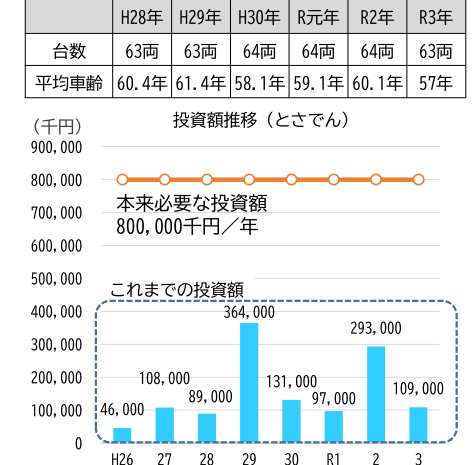 H28年 H29年 H30年 R元年 R2年 R3年
台数 63両 63両 64両 64両 64両 63両
平均車齢 60.4年 61.4年 58.1年 59.1年 60.1年 57年
(千円) 投資額推移（とさでん）
900,000
800,000
本来必要な投資額
700,000
800,000千円／年
600,000
500,000
これまでの投資額
400,000
364,000
293,000
300,000
200,000
108,000 131,000 109,000
89,000 97,000
100,000 46,000
0
H26 27 28 29 30 R1 2 3